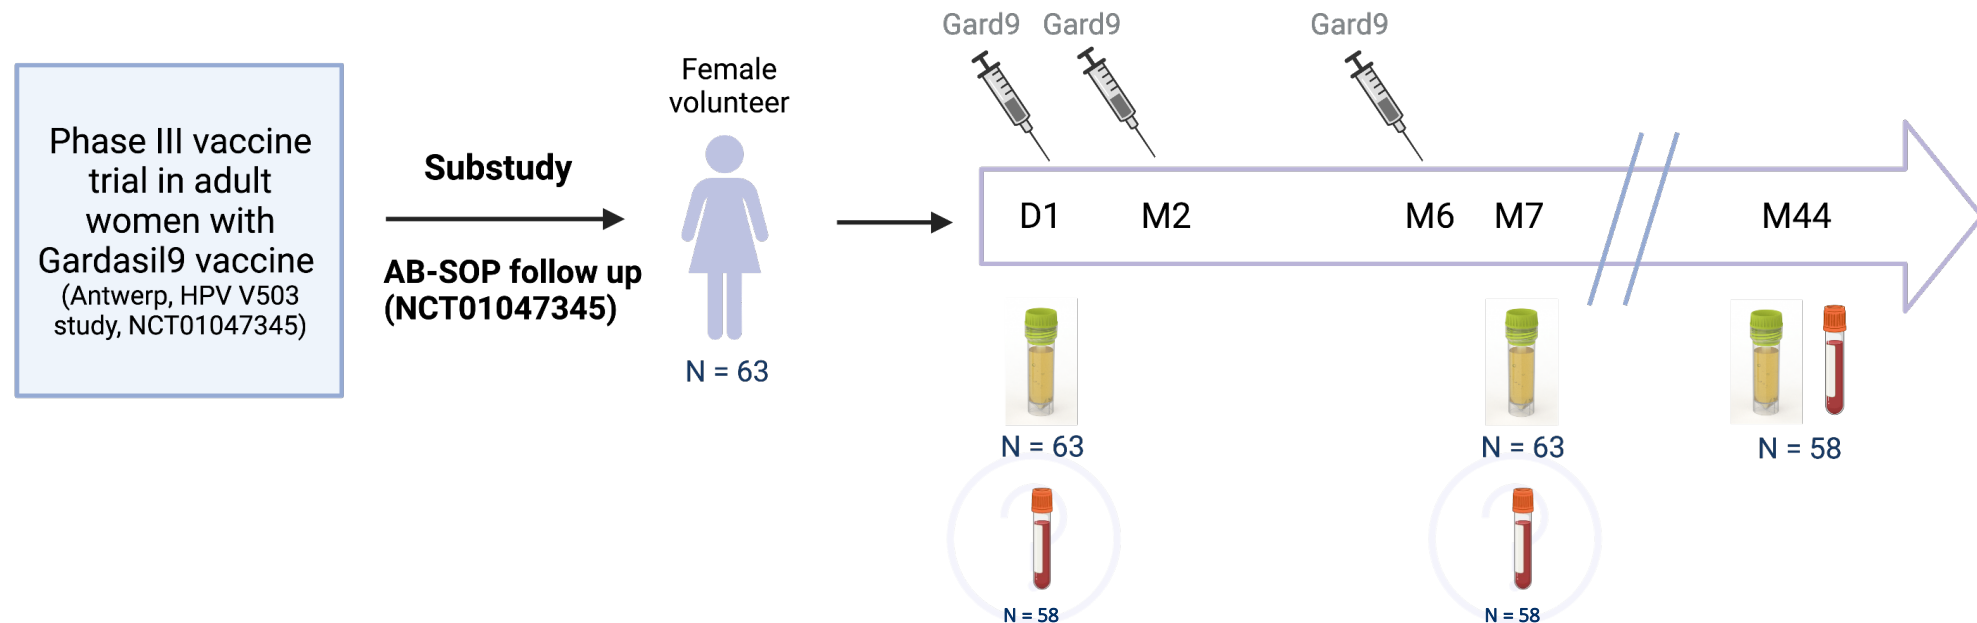 Phase III vaccine
trial in adult
women with
Gardasil9 vaccine
(Antwerp, HPV V503
study, NCT01047345)
Substudy
AB-SOP follow up
(NCT01047345)
Female
volunteer
N = 63
Gard9 Gard9 Gard9
D1 M2 M6 M7 M44
N = 63 N = 63 N = 58
? ?
N = 58 N = 58